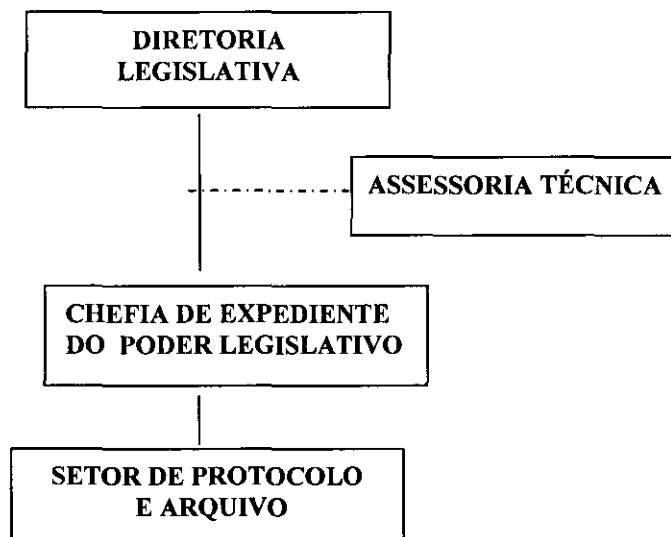 DIRETORIA
LEGISLATIVA
ASSESSORIA TÉCNICA
CHEFIA DE EXPEDIENTE
DO PODER LEGISLATIVO
SETOR DE PROTOCOLO
E ARQUIVO